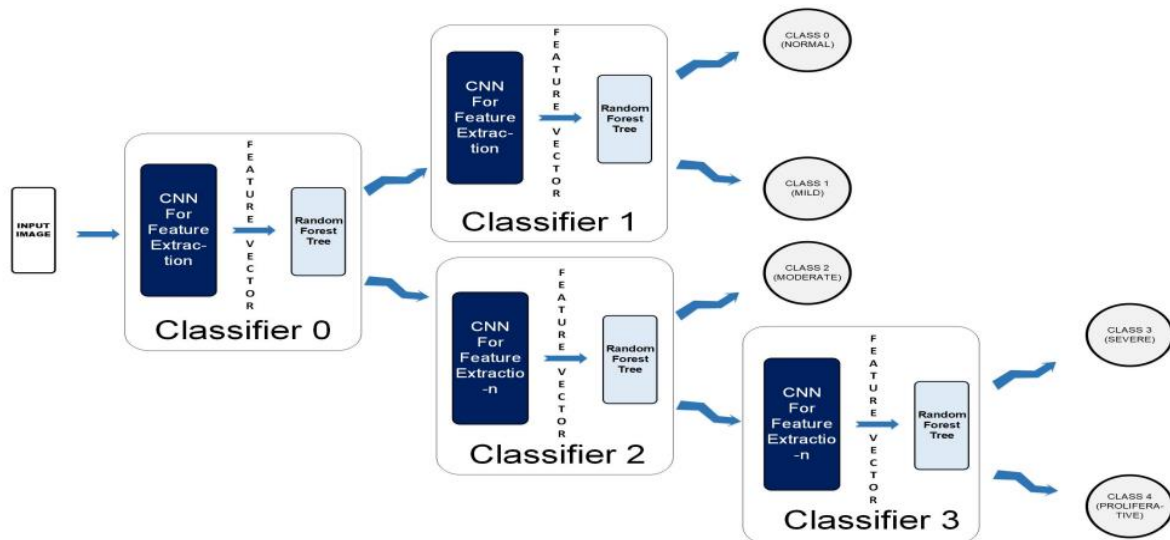 INPUT
IMAGE
CNN
For
Feature
Extrac-
tion
FEATURE VECTOR
Random
Forest
Tree
Classifier 0
CNN
For
Feature
Extrac-
tion
FEATURE VECTOR
Random
Forest
Tree
Classifier 1
CLASS 0
(NORMAL)
CLASS 1
(MILD)
CNN
For
Feature
Extractio
-n
FEATURE VECTOR
Random
Forest
Tree
Classifier 2
CLASS 2
(MODERATE)
CNN
For
Feature
Extractio
-n
FEATURE VECTOR
Random
Forest
Tree
Classifier 3
CLASS 3
(SEVERE)
CLASS 4
(PROLIFERA-
TIVE)